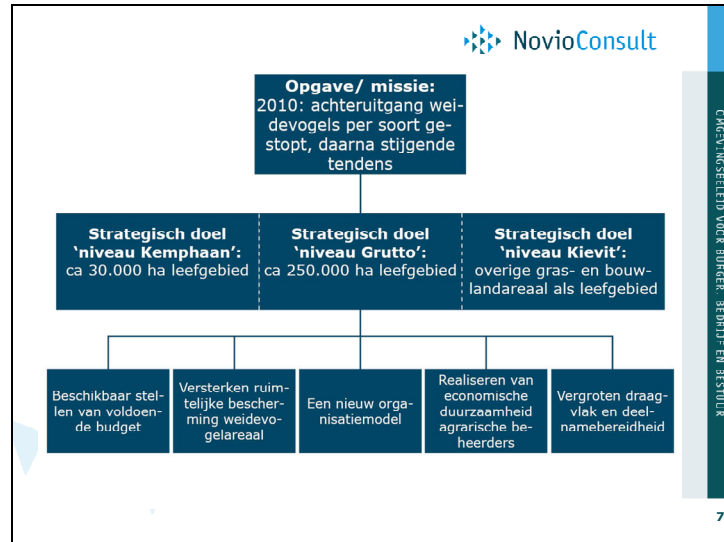 NovioConsult
Opgave/ missie:
2010: achteruitgang wei-
devogels per soort ge-
stopt, daarna stijgende
tendens
Strategisch doel
‘niveau Kemphaan’:
ca 30.000 ha leefgebied
Strategisch doel
‘niveau Grutto’:
ca 250.000 ha leefgebied
Strategisch doel
‘niveau Kievit’:
overige gras- en bouw-
landareaal als leefgebied
Beschikbaar stel-
len van voldoen-
de budget
Versterken ruim-
telijke bescher-
ming weidevo-
gelareaal
Een nieuw orga-
nisatiemodel
Realiseren van
economische
duurzaamheid
agrarische be-
heerders
Vergroten draag-
vlak en deel-
namebereidheid
OMGEVINGSBELEID VOOR BURGER, BEDRIJF EN BESTUUR
7